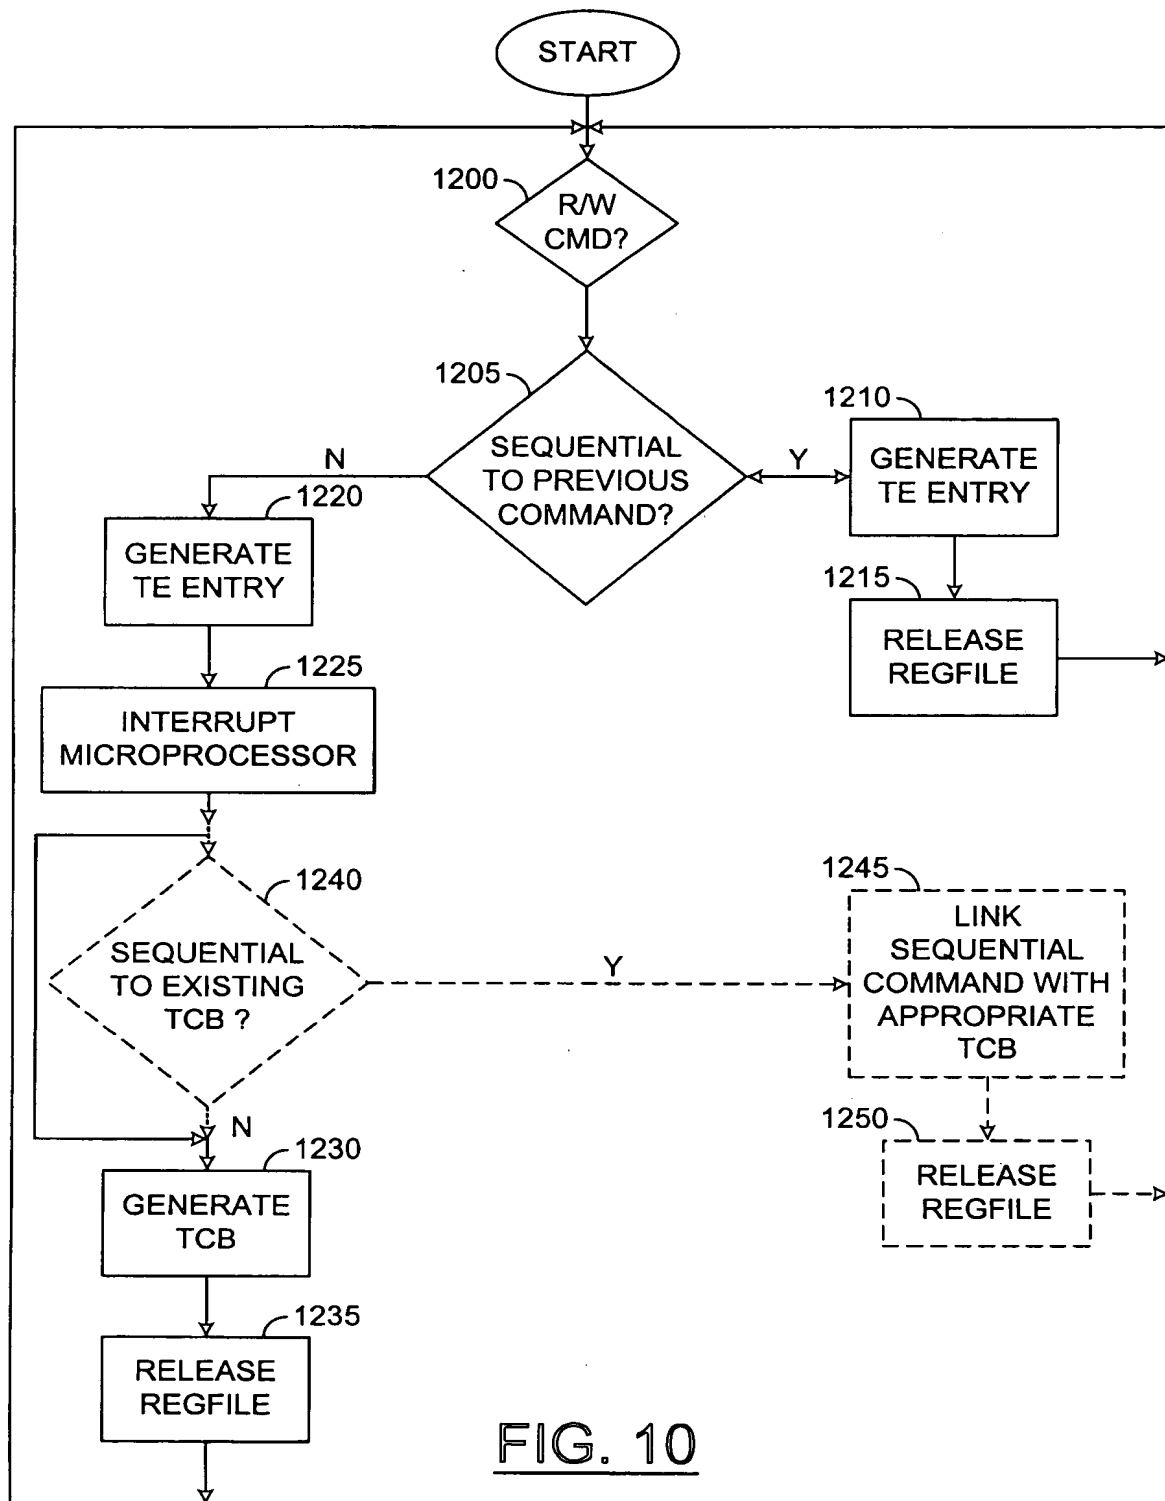 START
1200
R/W
CMD?
1205
SEQUENTIAL
TO PREVIOUS
COMMAND?
N
Y
1210
GENERATE
TE ENTRY
1215
RELEASE
REGFILE
1220
GENERATE
TE ENTRY
1225
INTERRUPT
MICROPROCESSOR
1240
SEQUENTIAL
TO EXISTING
TCB ?
Y
N
1245
LINK
SEQUENTIAL
COMMAND WITH
APPROPRIATE
TCB
1250
RELEASE
REGFILE
1230
GENERATE
TCB
1235
RELEASE
REGFILE
FIG. 10